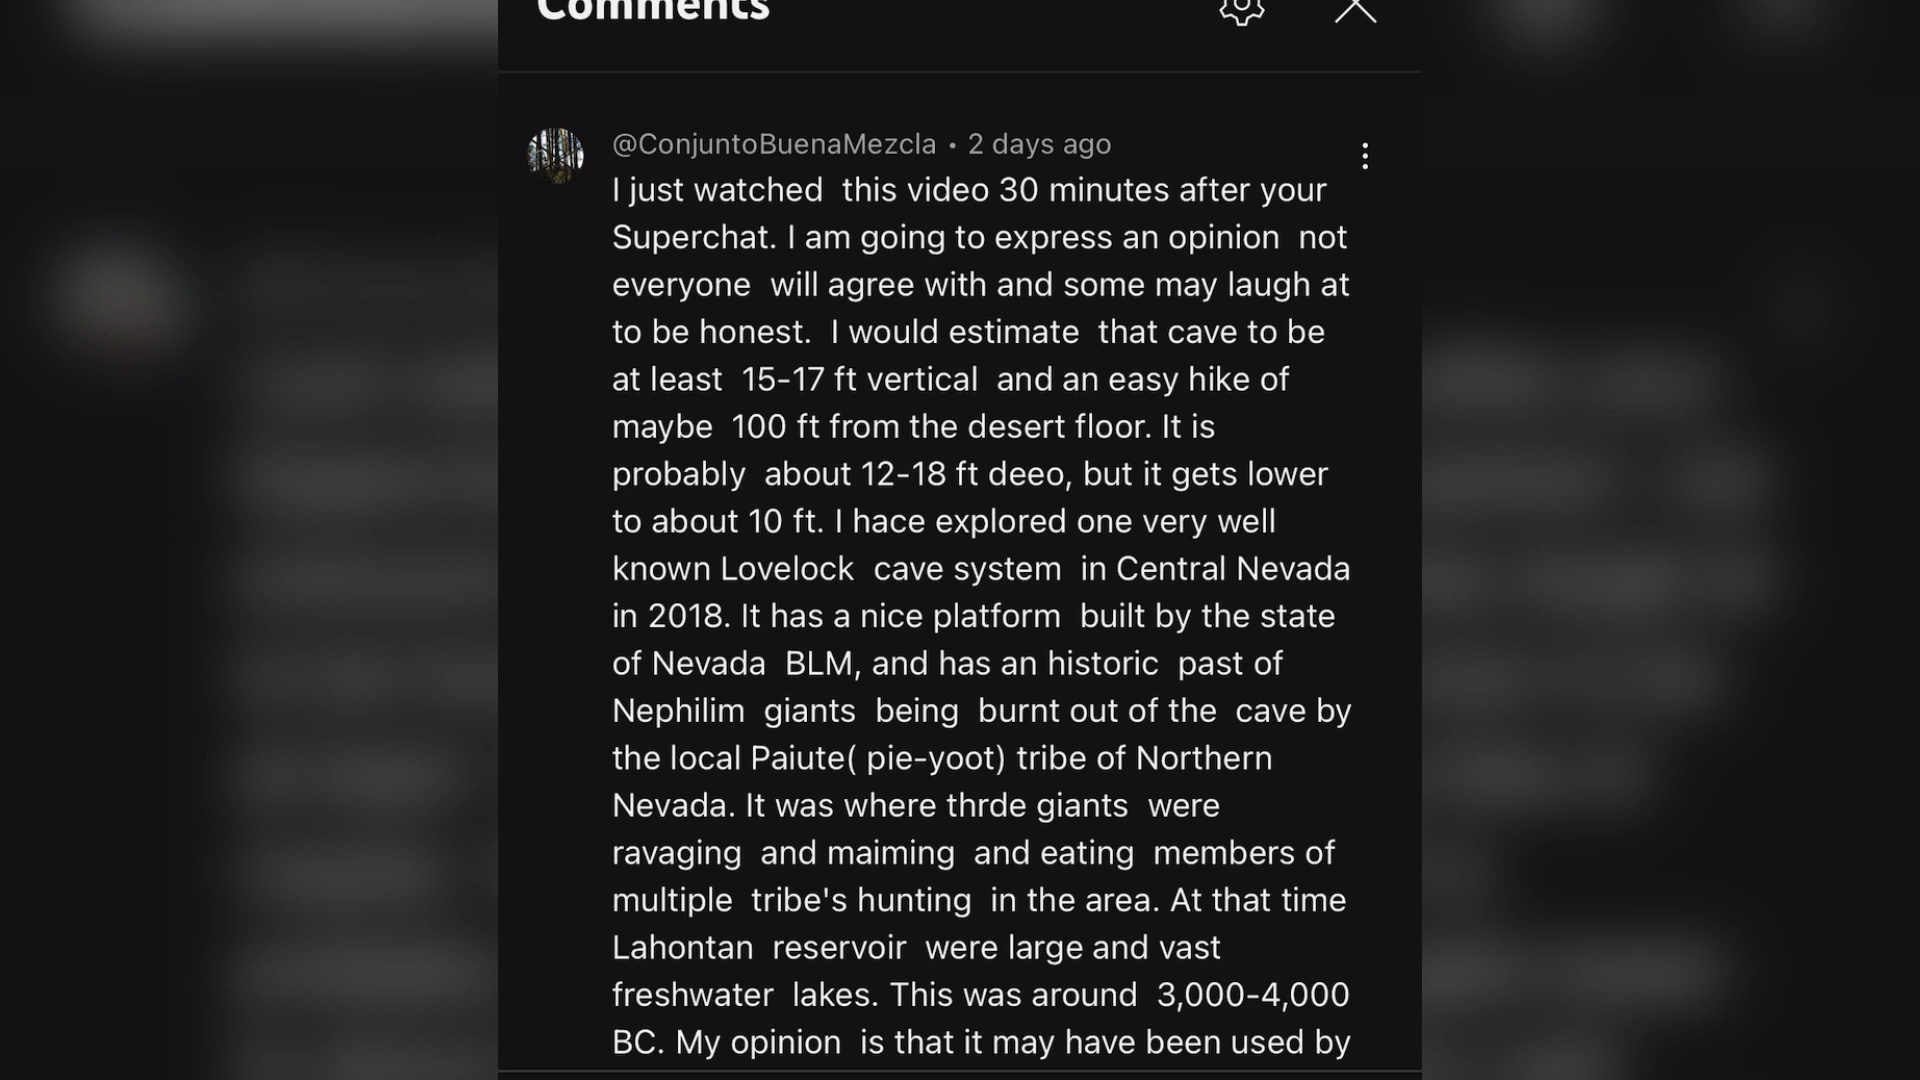 Comments
@ConjuntoBuenaMezcla • 2 days ago
I just watched  this video 30 minutes after your
Superchat. I am going to express an opinion  not
everyone  will agree with and some may laugh at
to be honest.  I would estimate  that cave to be
at least  15-17 ft vertical  and an easy hike of
maybe  100 ft from the desert floor. It is
probably  about 12-18 ft deeo, but it gets lower
to about 10 ft. I hace explored one very well
known Lovelock  cave system  in Central Nevada
in 2018. It has a nice platform  built by the state
of Nevada  BLM, and has an historic  past of
Nephilim  giants  being  burnt out of the  cave by
the local Paiute( pie-yoot) tribe of Northern
Nevada. It was where thrde giants  were
ravaging  and maiming  and eating  members of
multiple  tribe's hunting  in the area. At that time
Lahontan  reservoir  were large and vast
freshwater  lakes. This was around  3,000-4,000
BC. My opinion  is that it may have been used by